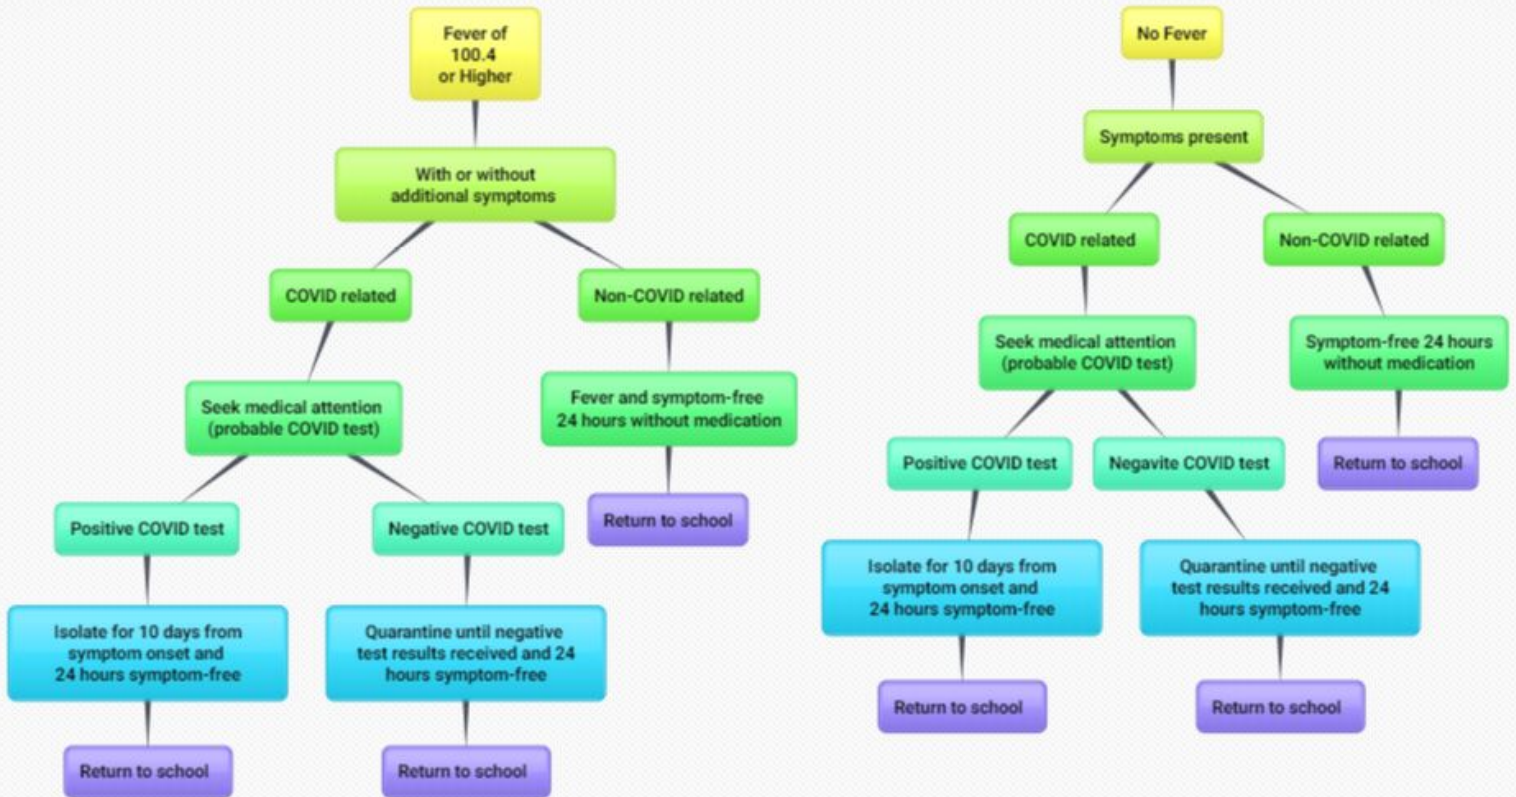 Fever of
100.4
or Higher
With or without
additional symptoms
COVID related
Non-COVID related
Seek medical attention
(probable COVID test)
Fever and symptom-free
24 hours without medication
Positive COVID test
Negative COVID test
Return to school
Isolate for 10 days from
symptom onset and
24 hours symptom-free
Quarantine until negative
test results received and 24
hours symptom-free
Return to school
Return to school
No Fever
Symptoms present
COVID related
Non-COVID related
Seek medical attention
(probable COVID test)
Symptom-free 24 hours
without medication
Positive COVID test
Negavite COVID test
Return to school
Isolate for 10 days from
symptom onset and
24 hours symptom-free
Quarantine until negative
test results received and 24
hours symptom-free
Return to school
Return to school